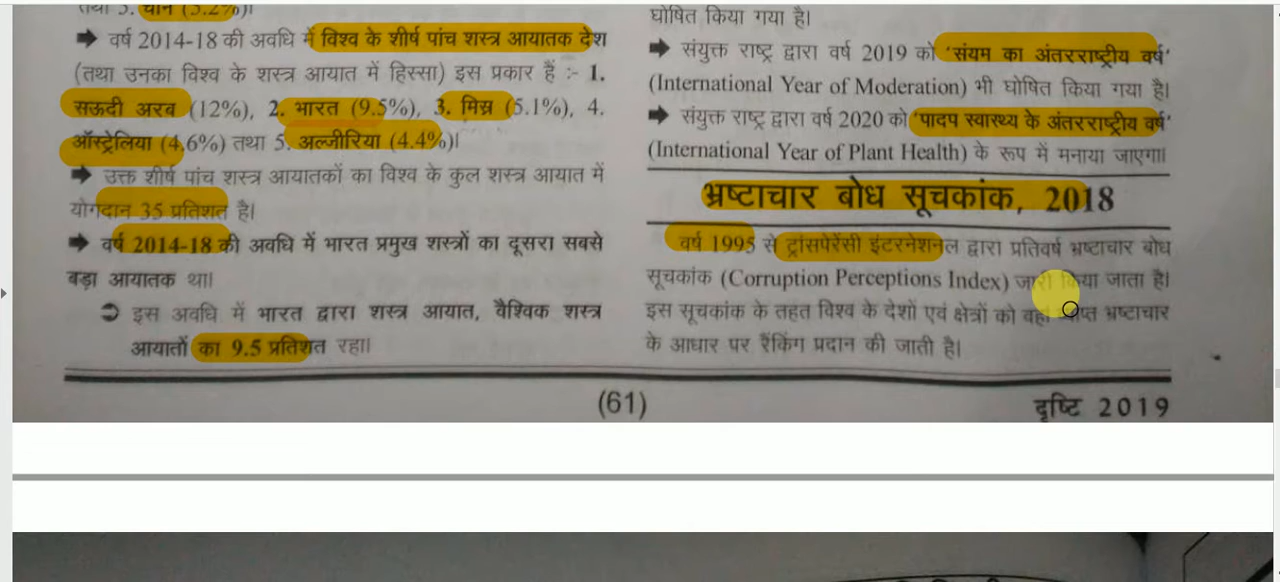 तथा 5. चीन (5.2%)।
➡ वर्ष 2014-18 की अवधि में विश्व के शीर्ष पांच शस्त्र आयातक देश
(तथा उनका विश्व के शस्त्र आयात में हिस्सा) इस प्रकार हैं :- 1.
सऊदी अरब (12%), 2. भारत (9.5%), 3. मिस्र (5.1%), 4.
ऑस्ट्रेलिया (4.6%) तथा 5. अल्जीरिया (4.4%)।
➡ उक्त शीर्ष पांच शस्त्र आयातकों का विश्व के कुल शस्त्र आयात में
योगदान 35 प्रतिशत है।
➡ वर्ष 2014-18 की अवधि में भारत प्रमुख शस्त्रों का दूसरा सबसे
बड़ा आयातक था।
➲ इस अवधि में भारत द्वारा शस्त्र आयात, वैश्विक शस्त्र
आयातों का 9.5 प्रतिशत रहा।
घोषित किया गया है।
➡ संयुक्त राष्ट्र द्वारा वर्ष 2019 को 'संयम का अंतरराष्ट्रीय वर्ष'
(International Year of Moderation) भी घोषित किया गया है।
➡ संयुक्त राष्ट्र द्वारा वर्ष 2020 को 'पादप स्वास्थ्य के अंतरराष्ट्रीय वर्ष'
(International Year of Plant Health) के रूप में मनाया जाएगा।
भ्रष्टाचार बोध सूचकांक, 2018
वर्ष 1995 से ट्रांसपेरेंसी इंटरनेशनल द्वारा प्रतिवर्ष भ्रष्टाचार बोध
सूचकांक (Corruption Perceptions Index) जारी किया जाता है।
इस सूचकांक के तहत विश्व के देशों एवं क्षेत्रों को वहां भ्रष्टाचार
के आधार पर रैंकिंग प्रदान की जाती है।
(61)
दृष्टि 2019